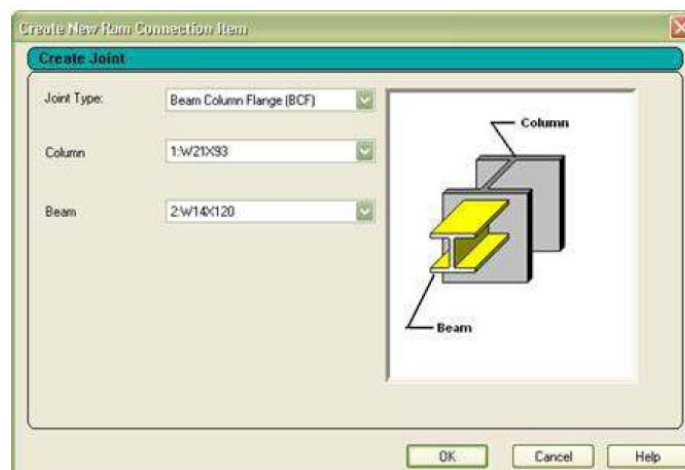 Create New Ram Connection Item
Create Joint
Joint Type: Beam Column Flange (BCF)
Column 1:W21X93
Beam 2:W14X120
Column
Beam
OK Cancel Help